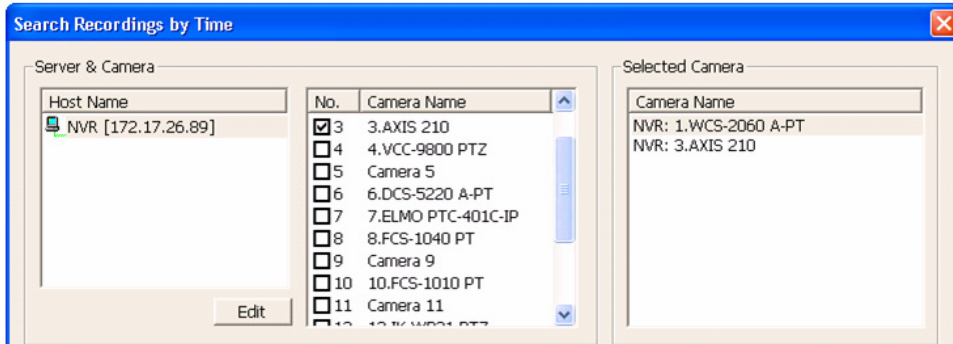 Search Recordings by Time
Server & Camera
Host Name
NVR [172.17.26.89]
Edit
No. Camera Name
3 3.AXIS 210
4 4.VCC-9800 PTZ
5 Camera 5
6 6.DCS-5220 A-PT
7 7.ELMO PTC-401C-IP
8 8.FCS-1040 PT
9 Camera 9
10 10.FCS-1010 PT
11 Camera 11
Selected Camera
Camera Name
NVR: 1.WCS-2060 A-PT
NVR: 3.AXIS 210